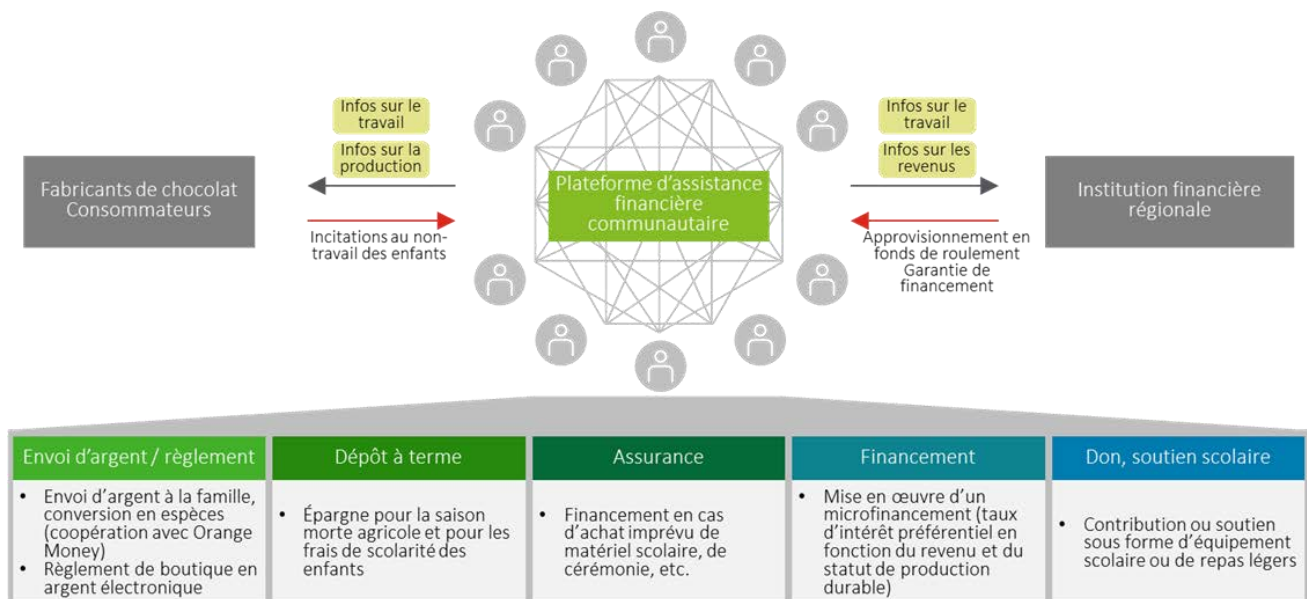 Infos sur le
travail
Infos sur la
production
Fabricants de chocolat
Consommateurs
Incitations au non-
travail des enfants
Plateforme d'assistance
financière
communautaire
Infos sur le
travail
Infos sur les
revenus
Approvisionnement en
fonds de roulement
Garantie de
financement
Institution financière
régionale
Envoi d'argent / règlement
• Envoi d'argent à la famille,
conversion en espèces
(coopération avec Orange
Money)
• Règlement de boutique en
argent électronique
Dépôt à terme
• Épargne pour la saison
morte agricole et pour les
frais de scolarité des
enfants
Assurance
• Financement en cas
d'achat imprévu de
matériel scolaire, de
cérémonie, etc.
Financement
• Mise en œuvre d'un
microfinancement (taux
d'intérêt préférentiel en
fonction du revenu et du
statut de production
durable)
Don, soutien scolaire
• Contribution ou soutien
sous forme d'équipement
scolaire ou de repas légers